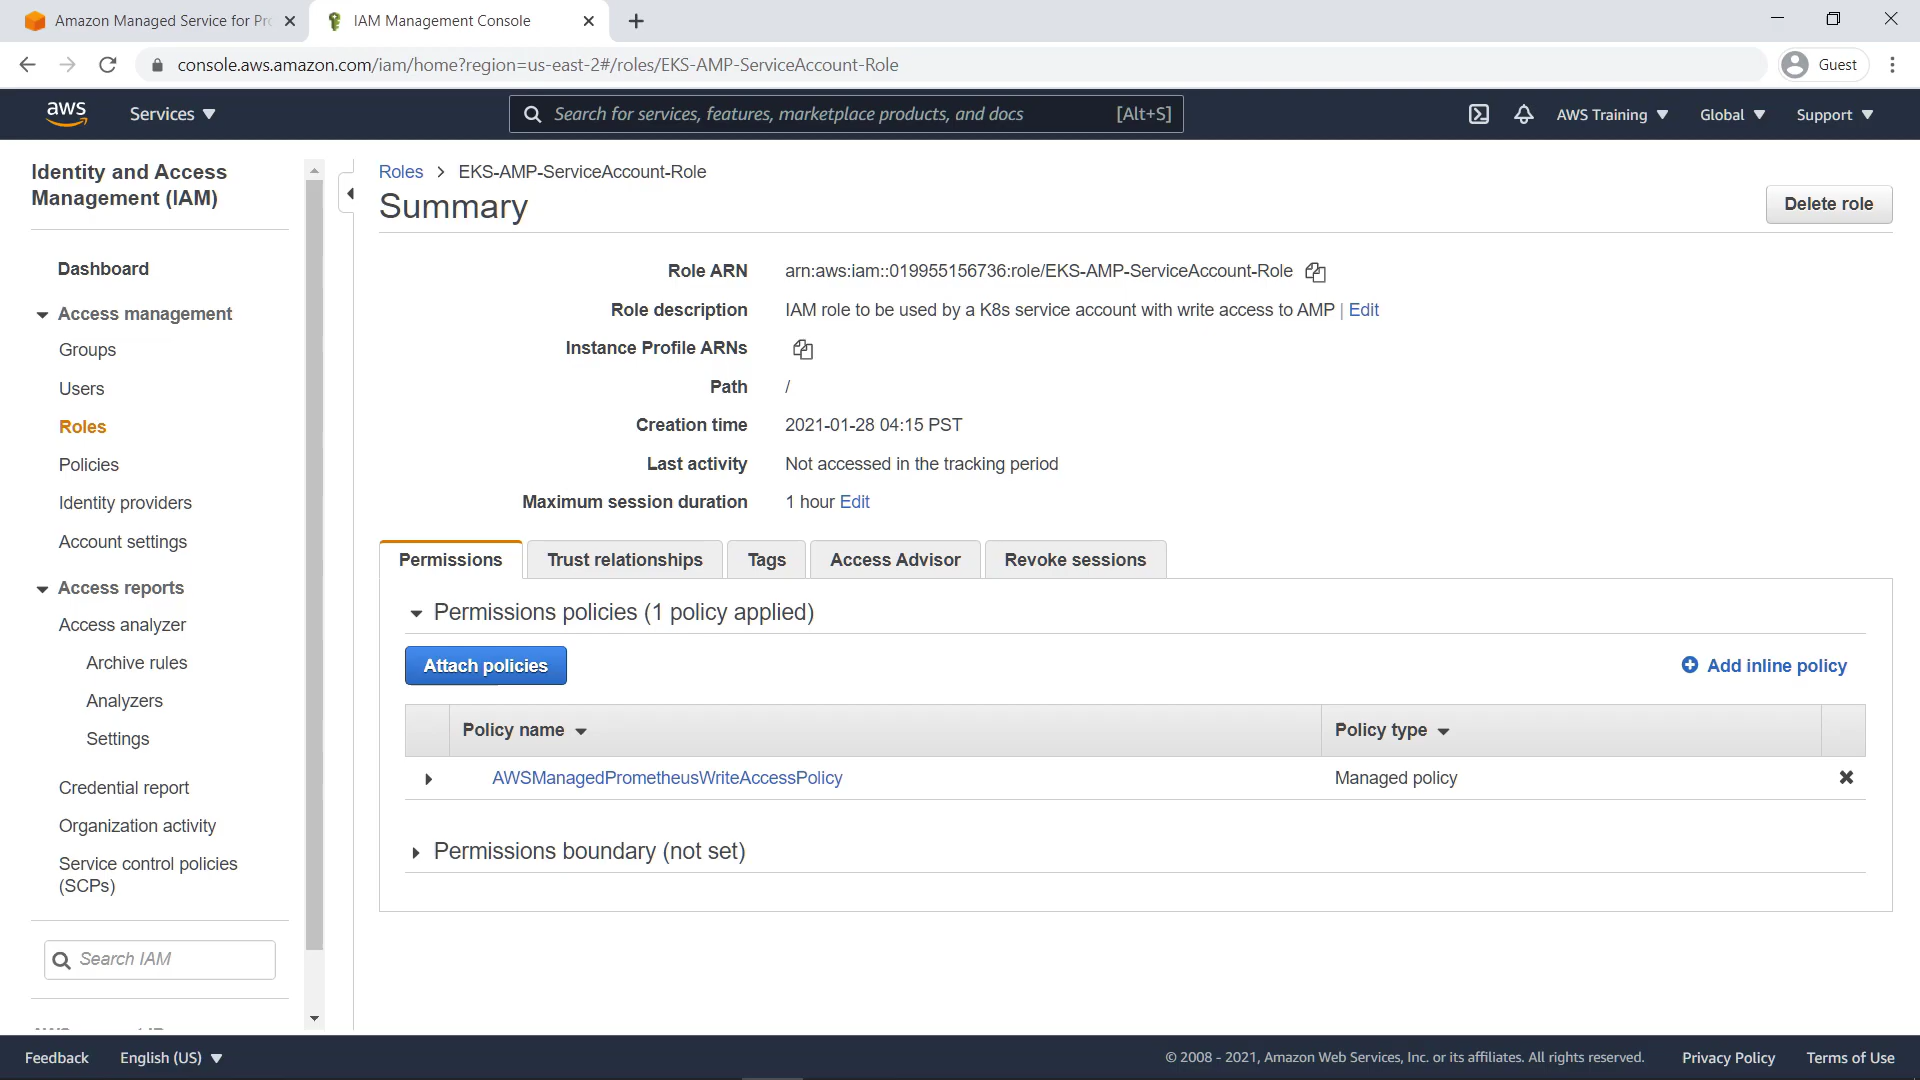 Amazon Managed Service for Pro
IAM Management Console
console.aws.amazon.com/iam/home?region=us-east-2#/roles/EKS-AMP-ServiceAccount-Role
Guest
aws
Services
Search for services, features, marketplace products, and docs
[Alt+S]
AWS Training
Global
Support
Identity and Access
Management (IAM)
Dashboard
Access management
Groups
Users
Roles
Policies
Identity providers
Account settings
Access reports
Access analyzer
Archive rules
Analyzers
Settings
Credential report
Organization activity
Service control policies
(SCPs)
Search IAM
Roles > EKS-AMP-ServiceAccount-Role
Summary
Delete role
Role ARN arn:aws:iam::019955156736:role/EKS-AMP-ServiceAccount-Role
Role description IAM role to be used by a K8s service account with write access to AMP | Edit
Instance Profile ARNs
Path /
Creation time 2021-01-28 04:15 PST
Last activity Not accessed in the tracking period
Maximum session duration 1 hour Edit
Permissions
Trust relationships
Tags
Access Advisor
Revoke sessions
Permissions policies (1 policy applied)
Attach policies
Add inline policy
Policy name
Policy type
AWSManagedPrometheusWriteAccessPolicy
Managed policy
Permissions boundary (not set)
Feedback
English (US)
© 2008 - 2021, Amazon Web Services, Inc. or its affiliates. All rights reserved.
Privacy Policy
Terms of Use